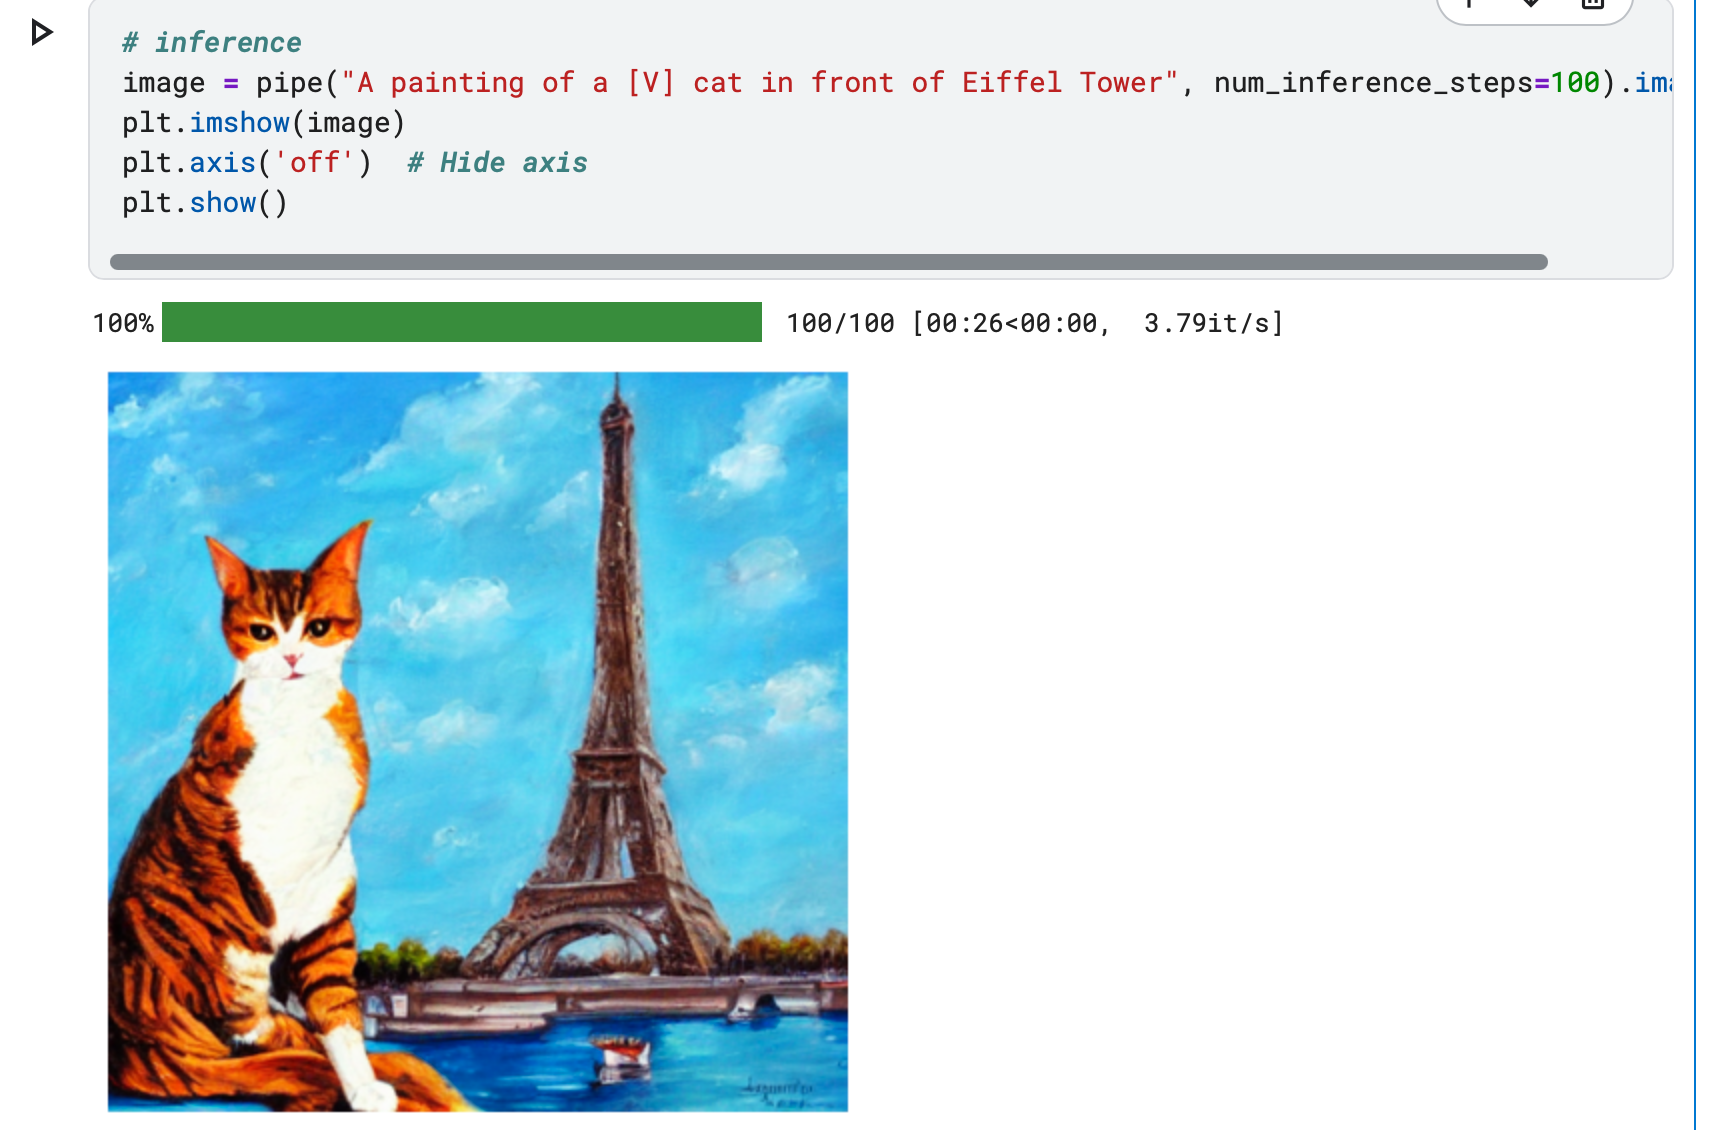 # inference
image = pipe("A painting of a [V] cat in front of Eiffel Tower", num_inference_steps=100).ima
plt.imshow(image)
plt.axis('off')  # Hide axis
plt.show()
100% 100/100 [00:26<00:00,  3.79it/s]